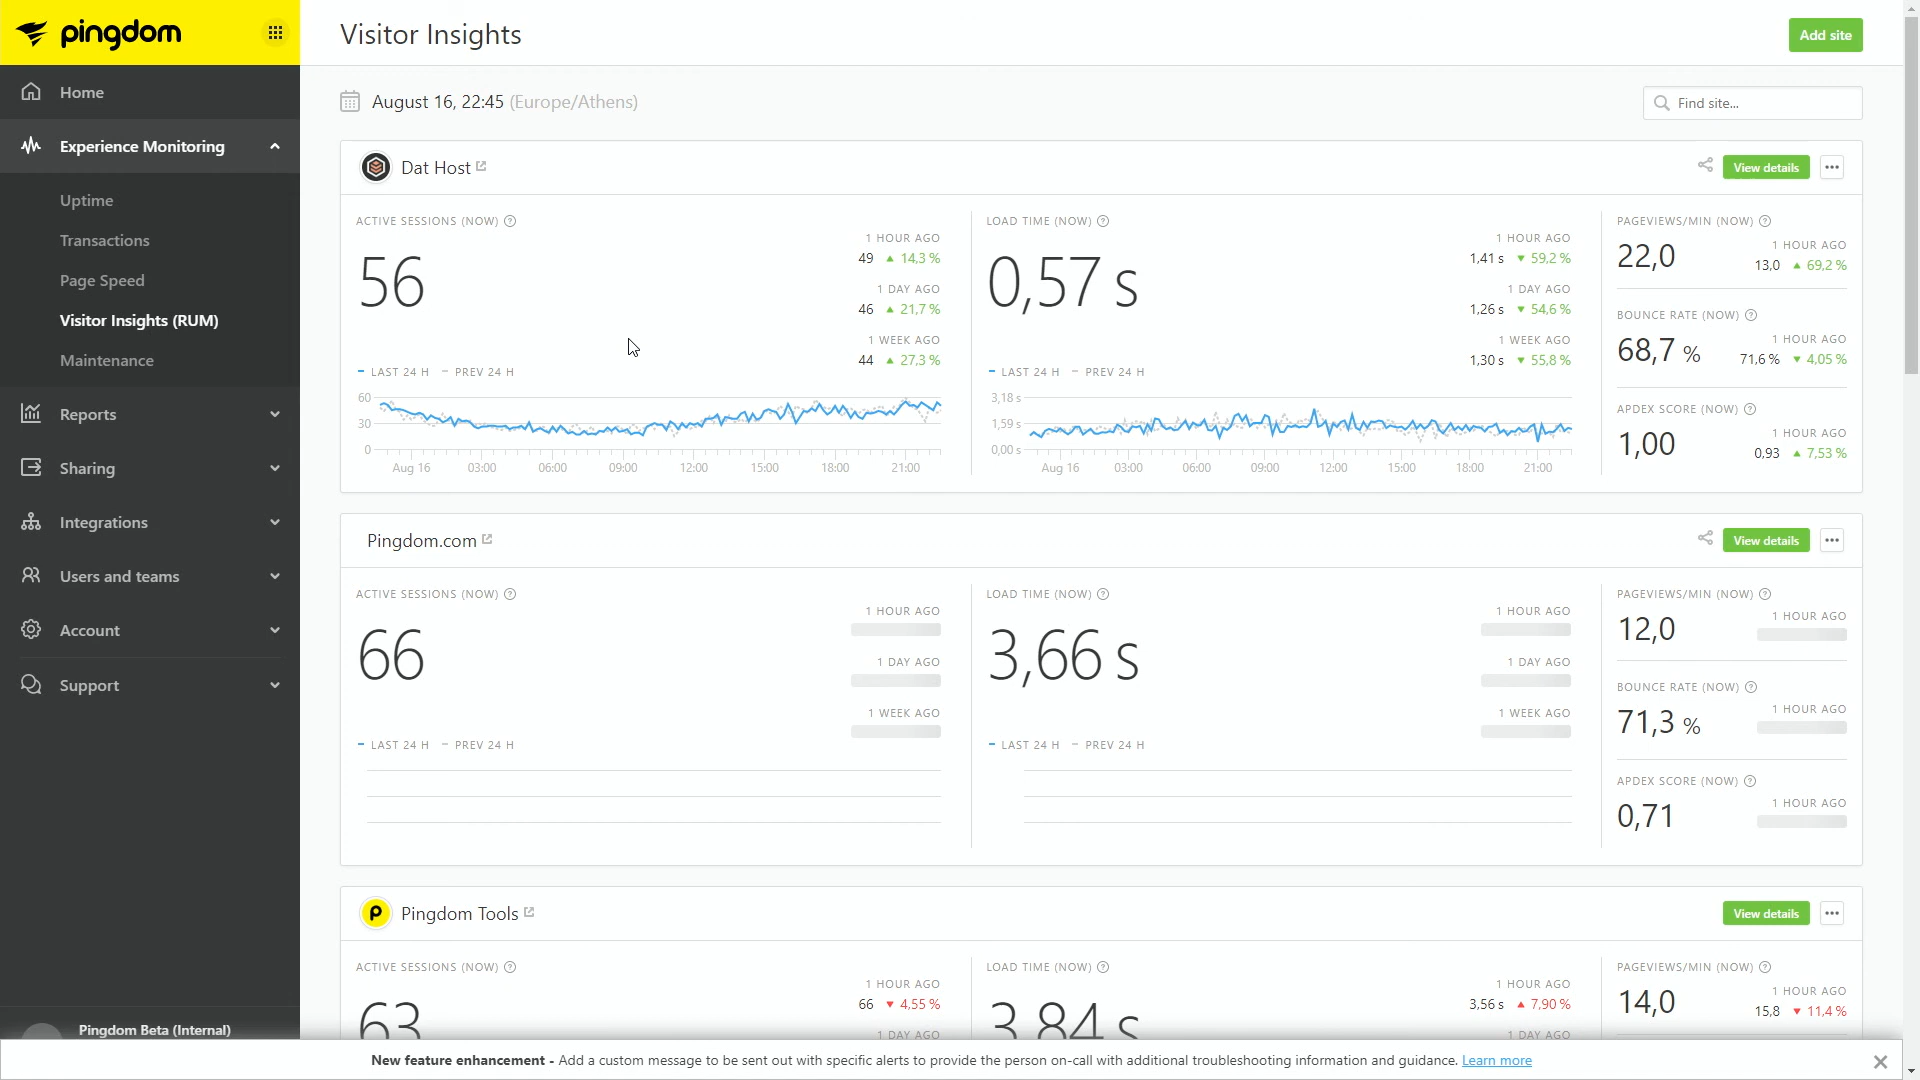 pingdom
Visitor Insights
Add site
Home
August 16, 22:45 (Europe/Athens)
Find site...
Experience Monitoring
Uptime
Transactions
Page Speed
Visitor Insights (RUM)
Maintenance
Reports
Sharing
Integrations
Users and teams
Account
Support
Pingdom Beta (Internal)
Dat Host
View details
ACTIVE SESSIONS (NOW)
56
1 HOUR AGO
49 ▲ 14,3 %
1 DAY AGO
46 ▲ 21,7 %
1 WEEK AGO
44 ▲ 27,3 %
LAST 24 H PREV 24 H
60
30
0
Aug 16 03:00 06:00 09:00 12:00 15:00 18:00 21:00
LOAD TIME (NOW)
0,57 s
1 HOUR AGO
1,41 s ▼ 59,2 %
1 DAY AGO
1,26 s ▼ 54,6 %
1 WEEK AGO
1,30 s ▼ 55,8 %
LAST 24 H PREV 24 H
3,18 s
1,59 s
0,00 s
Aug 16 03:00 06:00 09:00 12:00 15:00 18:00 21:00
PAGEVIEWS/MIN (NOW)
22,0
1 HOUR AGO
13,0 ▲ 69,2 %
BOUNCE RATE (NOW)
68,7 %
1 HOUR AGO
71,6 % ▼ 4,05 %
APDEX SCORE (NOW)
1,00
1 HOUR AGO
0,93 ▲ 7,53 %
Pingdom.com
View details
ACTIVE SESSIONS (NOW)
66
1 HOUR AGO
1 DAY AGO
1 WEEK AGO
LAST 24 H PREV 24 H
LOAD TIME (NOW)
3,66 s
1 HOUR AGO
1 DAY AGO
1 WEEK AGO
LAST 24 H PREV 24 H
PAGEVIEWS/MIN (NOW)
12,0
1 HOUR AGO
BOUNCE RATE (NOW)
71,3 %
1 HOUR AGO
APDEX SCORE (NOW)
0,71
1 HOUR AGO
Pingdom Tools
View details
ACTIVE SESSIONS (NOW)
63
1 HOUR AGO
66 ▼ 4,55 %
1 DAY AGO
LOAD TIME (NOW)
3,84 s
1 HOUR AGO
3,56 s ▲ 7,90 %
1 DAY AGO
PAGEVIEWS/MIN (NOW)
14,0
1 HOUR AGO
15,8 ▼ 11,4 %
New feature enhancement - Add a custom message to be sent out with specific alerts to provide the person on-call with additional troubleshooting information and guidance. Learn more